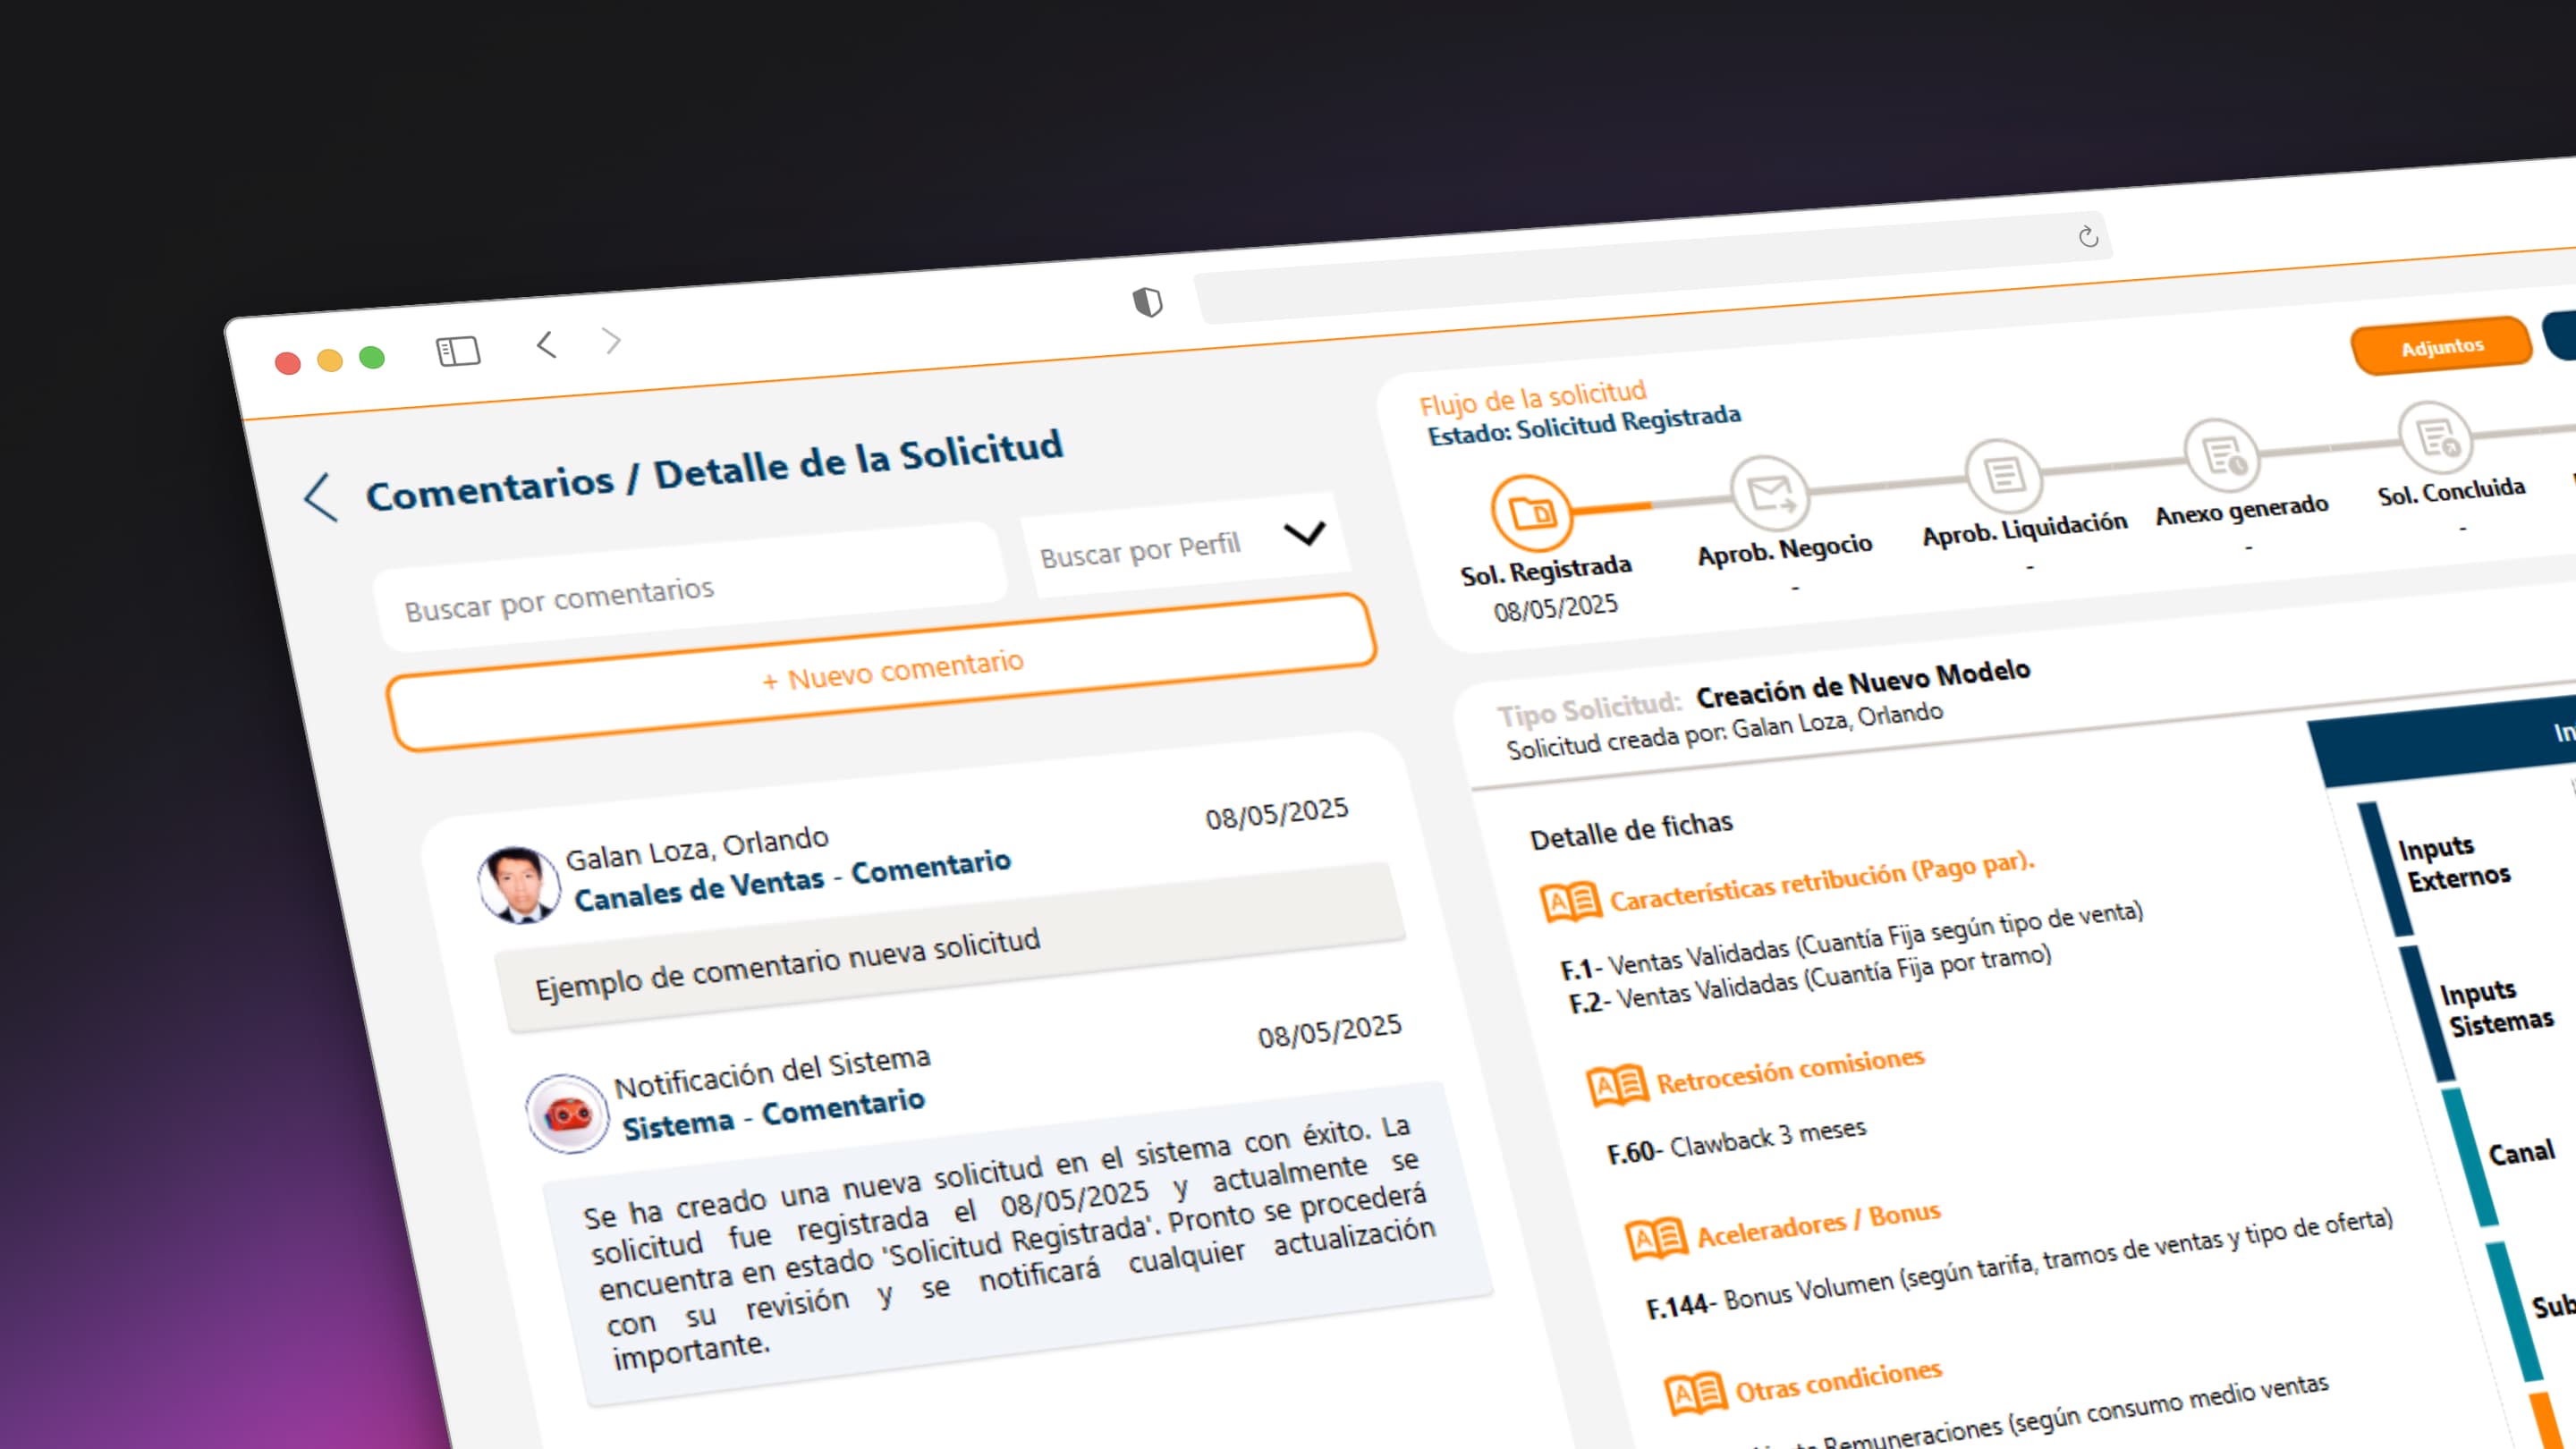 Comentarios / Detalle de la Solicitud
Buscar por comentarios
Buscar por Perfil
+ Nuevo comentario
Galan Loza, Orlando
08/05/2025
Canales de Ventas - Comentario
Ejemplo de comentario nueva solicitud
Notificación del Sistema
08/05/2025
Sistema - Comentario
Se ha creado una nueva solicitud en el sistema con éxito. La
solicitud fue registrada el 08/05/2025 y actualmente se
encuentra en estado 'Solicitud Registrada'. Pronto se procederá
con su revisión y se notificará cualquier actualización
importante.
Adjuntos
Flujo de la solicitud
Estado: Solicitud Registrada
Sol. Registrada
08/05/2025
Aprob. Negocio
-
Aprob. Liquidación
-
Anexo generado
-
Sol. Concluida
-
Tipo Solicitud: Creación de Nuevo Modelo
Solicitud creada por: Galan Loza, Orlando
Detalle de fichas
Características retribución (Pago par).
F.1- Ventas Validadas (Cuantía Fija según tipo de venta)
F.2- Ventas Validadas (Cuantía Fija por tramo)
Retrocesión comisiones
F.60- Clawback 3 meses
Aceleradores / Bonus
F.144- Bonus Volumen (según tarifa, tramos de ventas y tipo de oferta)
Otras condiciones
Remuneraciones (según consumo medio ventas
Inputs
Externos
Inputs
Sistemas
Canal
Sub